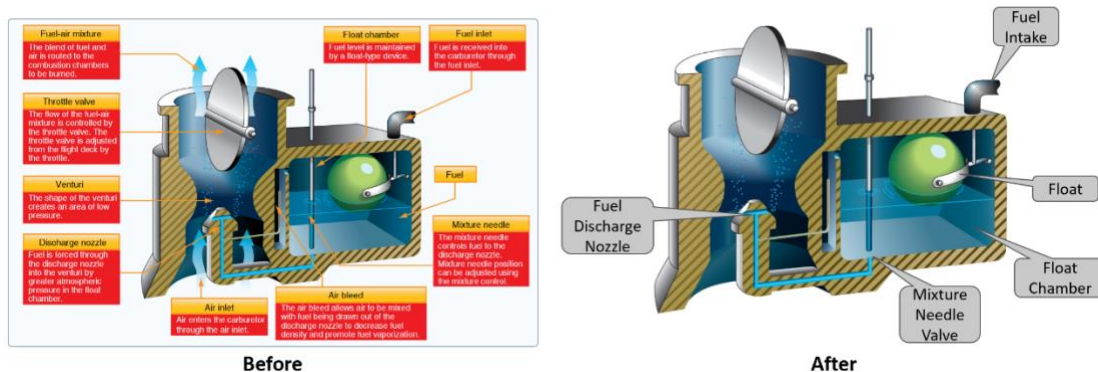 Fuel-air mixture
The blend of fuel and
air is routed to the
combustion chambers
to be burned.
Throttle valve
The flow of the fuel-air
mixture is controlled by
the throttle valve. The
throttle valve is adjusted
from the flight deck by
the throttle.
Venturi
The shape of the venturi
creates an area of low
pressure.
Discharge nozzle
Fuel is forced through
the discharge nozzle
into the venturi by
greater atmospheric
pressure in the float
chamber.
Float chamber
Fuel level is maintained
by a float-type device.
Fuel inlet
Fuel is received into
the carburetor through
the fuel inlet.
Fuel
Mixture needle
The mixture needle
controls fuel to the
discharge nozzle.
Mixture needle position
can be adjusted using
the mixture control.
Air inlet
Air enters the carburetor
through the air inlet.
Air bleed
The air bleed allows air to be mixed
with fuel being drawn out of the
discharge nozzle to decrease fuel
density and promote fuel vaporization.
Before
Fuel
Intake
Float
Fuel
Discharge
Nozzle
Float
Chamber
Mixture
Needle
Valve
After